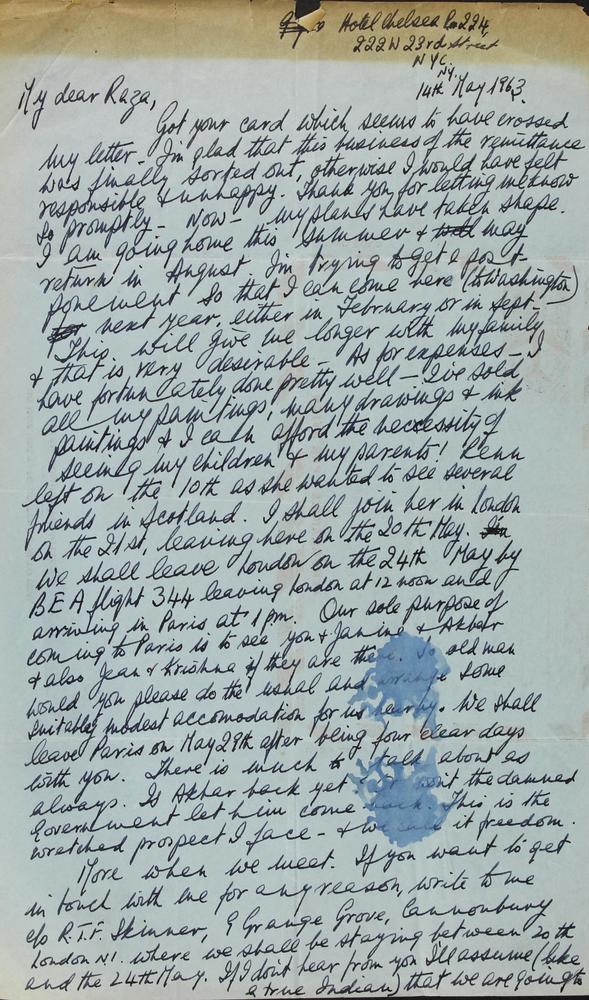 Hotel Chelsea Rm 224,
222 W 23rd Street
NYC.
NY.
14th May 1963.
My dear Raza,
Got your card which seems to have crossed
my letter - I'm glad that this business of the remittance
was finally sorted out, otherwise I would have felt
responsible & unhappy. Thank you for letting me know
so promptly - Now - my plans have taken shape.
I am going home this summer & may
return in August. I'm trying to get a post-
ponement so that I can come here (to Washington)
next year, either in February or in Sept -
This will give me longer with my family
& that is very desirable - As for expenses - I
have fortunately done pretty well - I've sold
all my paintings, many drawings & ink
paintings & I can afford the necessity of
seeing my children & my parents! Renu
left on the 10th as she wanted to see several
friends in Scotland. I shall join her in London
on the 21st, leaving here on the 20th May.
We shall leave London on the 24th May by
BEA flight 344 leaving London at 12 noon and
arriving in Paris at 1 pm. Our sole purpose of
coming to Paris is to see you & Janine & Akbar
& also Jean & Krishna if they are there. So old man
would you please do the usual and arrange some
suitably modest accomodation for us nearby. We shall
leave Paris on May 29th after being four clear days
with you. There is much to talk about as
always. Is Akbar back yet won't the damned
Government let him come back. This is the
wretched prospect I face - & we call it freedom.
More when we meet. If you want to get
in touch with me for any reason, write to me
c/o R.T.F. Skinner, 9 Grange Grove, Cannonbury
London N.1. where we shall be staying between 20th
and the 24th May. If I don't hear from you I'll assume (like
a true Indian) that we are going to